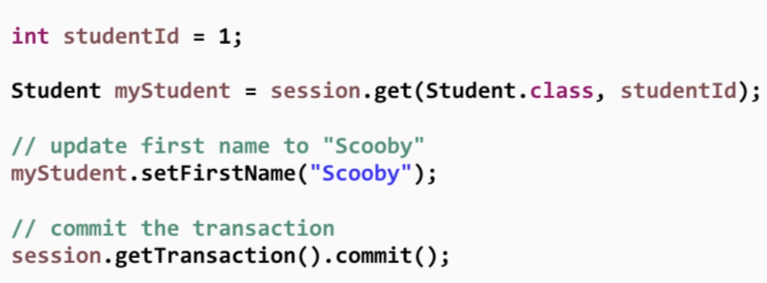 int studentId = 1;
Student myStudent = session.get(Student.class, studentId);
// update first name to "Scooby"
myStudent.setFirstName("Scooby");
// commit the transaction
session.getTransaction().commit();